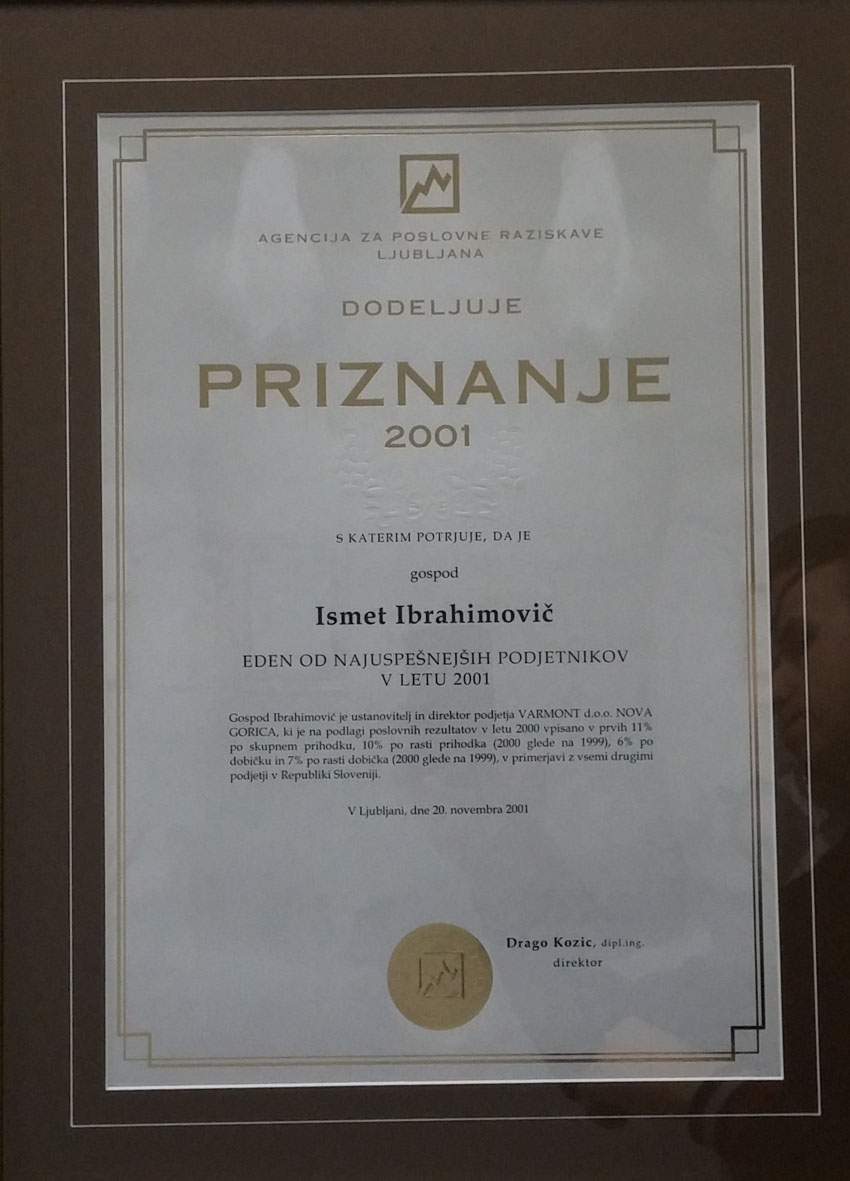 AGENCIJA ZA POSLOVNE RAZISKAVE
LJUBLJANA
DODELJUJE
PRIZNANJE
2001
S KATERIM POTRJUJE, DA JE
gospod
Ismet Ibrahimovič
EDEN OD NAJUSPEŠNEJŠIH PODJETNIKOV
V LETU 2001
Gospod Ibrahimovič je ustanovitelj in direktor podjetja VARMONT d.o.o. NOVA
GORICA, ki je na podlagi poslovnih rezultatov v letu 2000 vpisano v prvih 11%
po skupnem prihodku, 10% po rasti prihodka (2000 glede na 1999), 6% po
dobičku in 7% po rasti dobička (2000 glede na 1999), v primerjavi z vsemi drugimi
podjetji v Republiki Sloveniji.
V Ljubljani, dne 20. novembra 2001
Drago Kozic, dipl.ing.
direktor